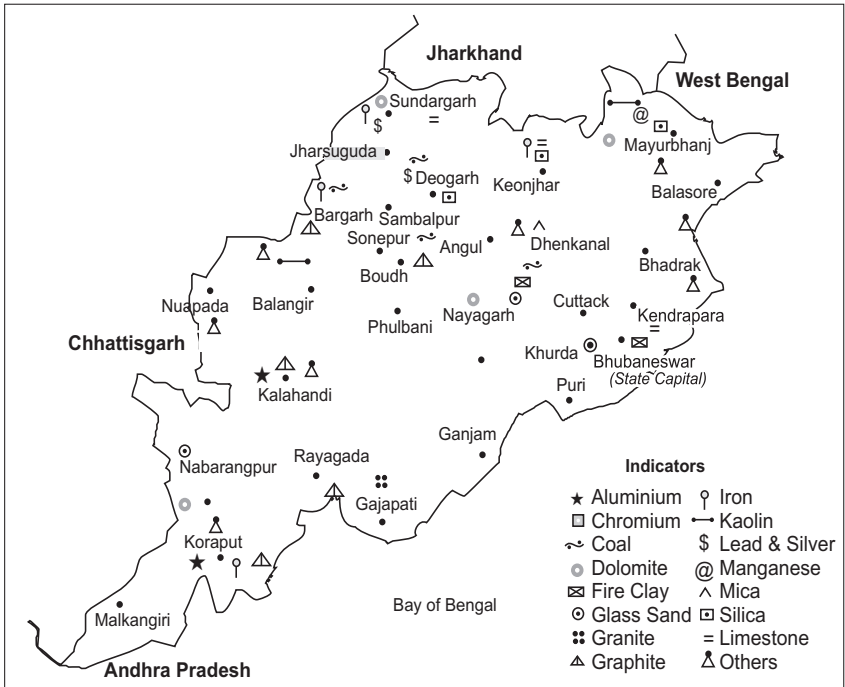 Jharkhand
West Bengal
Sundargarh
$
@
Mayurbhanj
Jharsuguda
$ Deogarh
Keonjhar
Balasore
Bargarh
Sambalpur
Sonepur
Angul
Dhenkanal
Boudh
Bhadrak
Nuapada
Balangir
Phulbani
Nayagarh
Cuttack
Kendrapara
Chhattisgarh
Khurda
Bhubaneswar
(State Capital)
Kalahandi
Puri
Ganjam
Nabarangpur
Rayagada
Gajapati
Koraput
Malkangiri
Bay of Bengal
Andhra Pradesh
Indicators
Aluminium
Iron
Chromium
Kaolin
Coal
$ Lead & Silver
Dolomite
@ Manganese
Fire Clay
Mica
Glass Sand
Silica
Granite
= Limestone
Graphite
Others